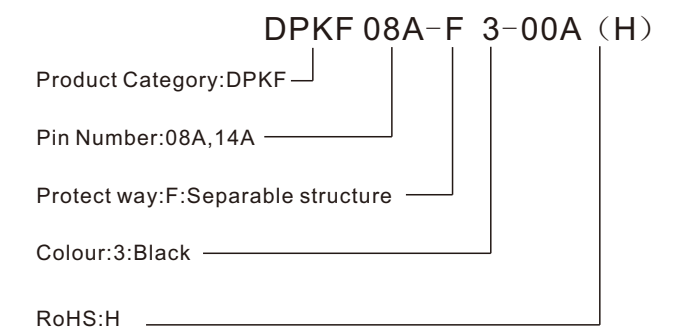 DPKF 08A-F 3-00A (H)
Product Category:DPKF
Pin Number:08A,14A
Protect way:F:Separable structure
Colour:3:Black
RoHS:H